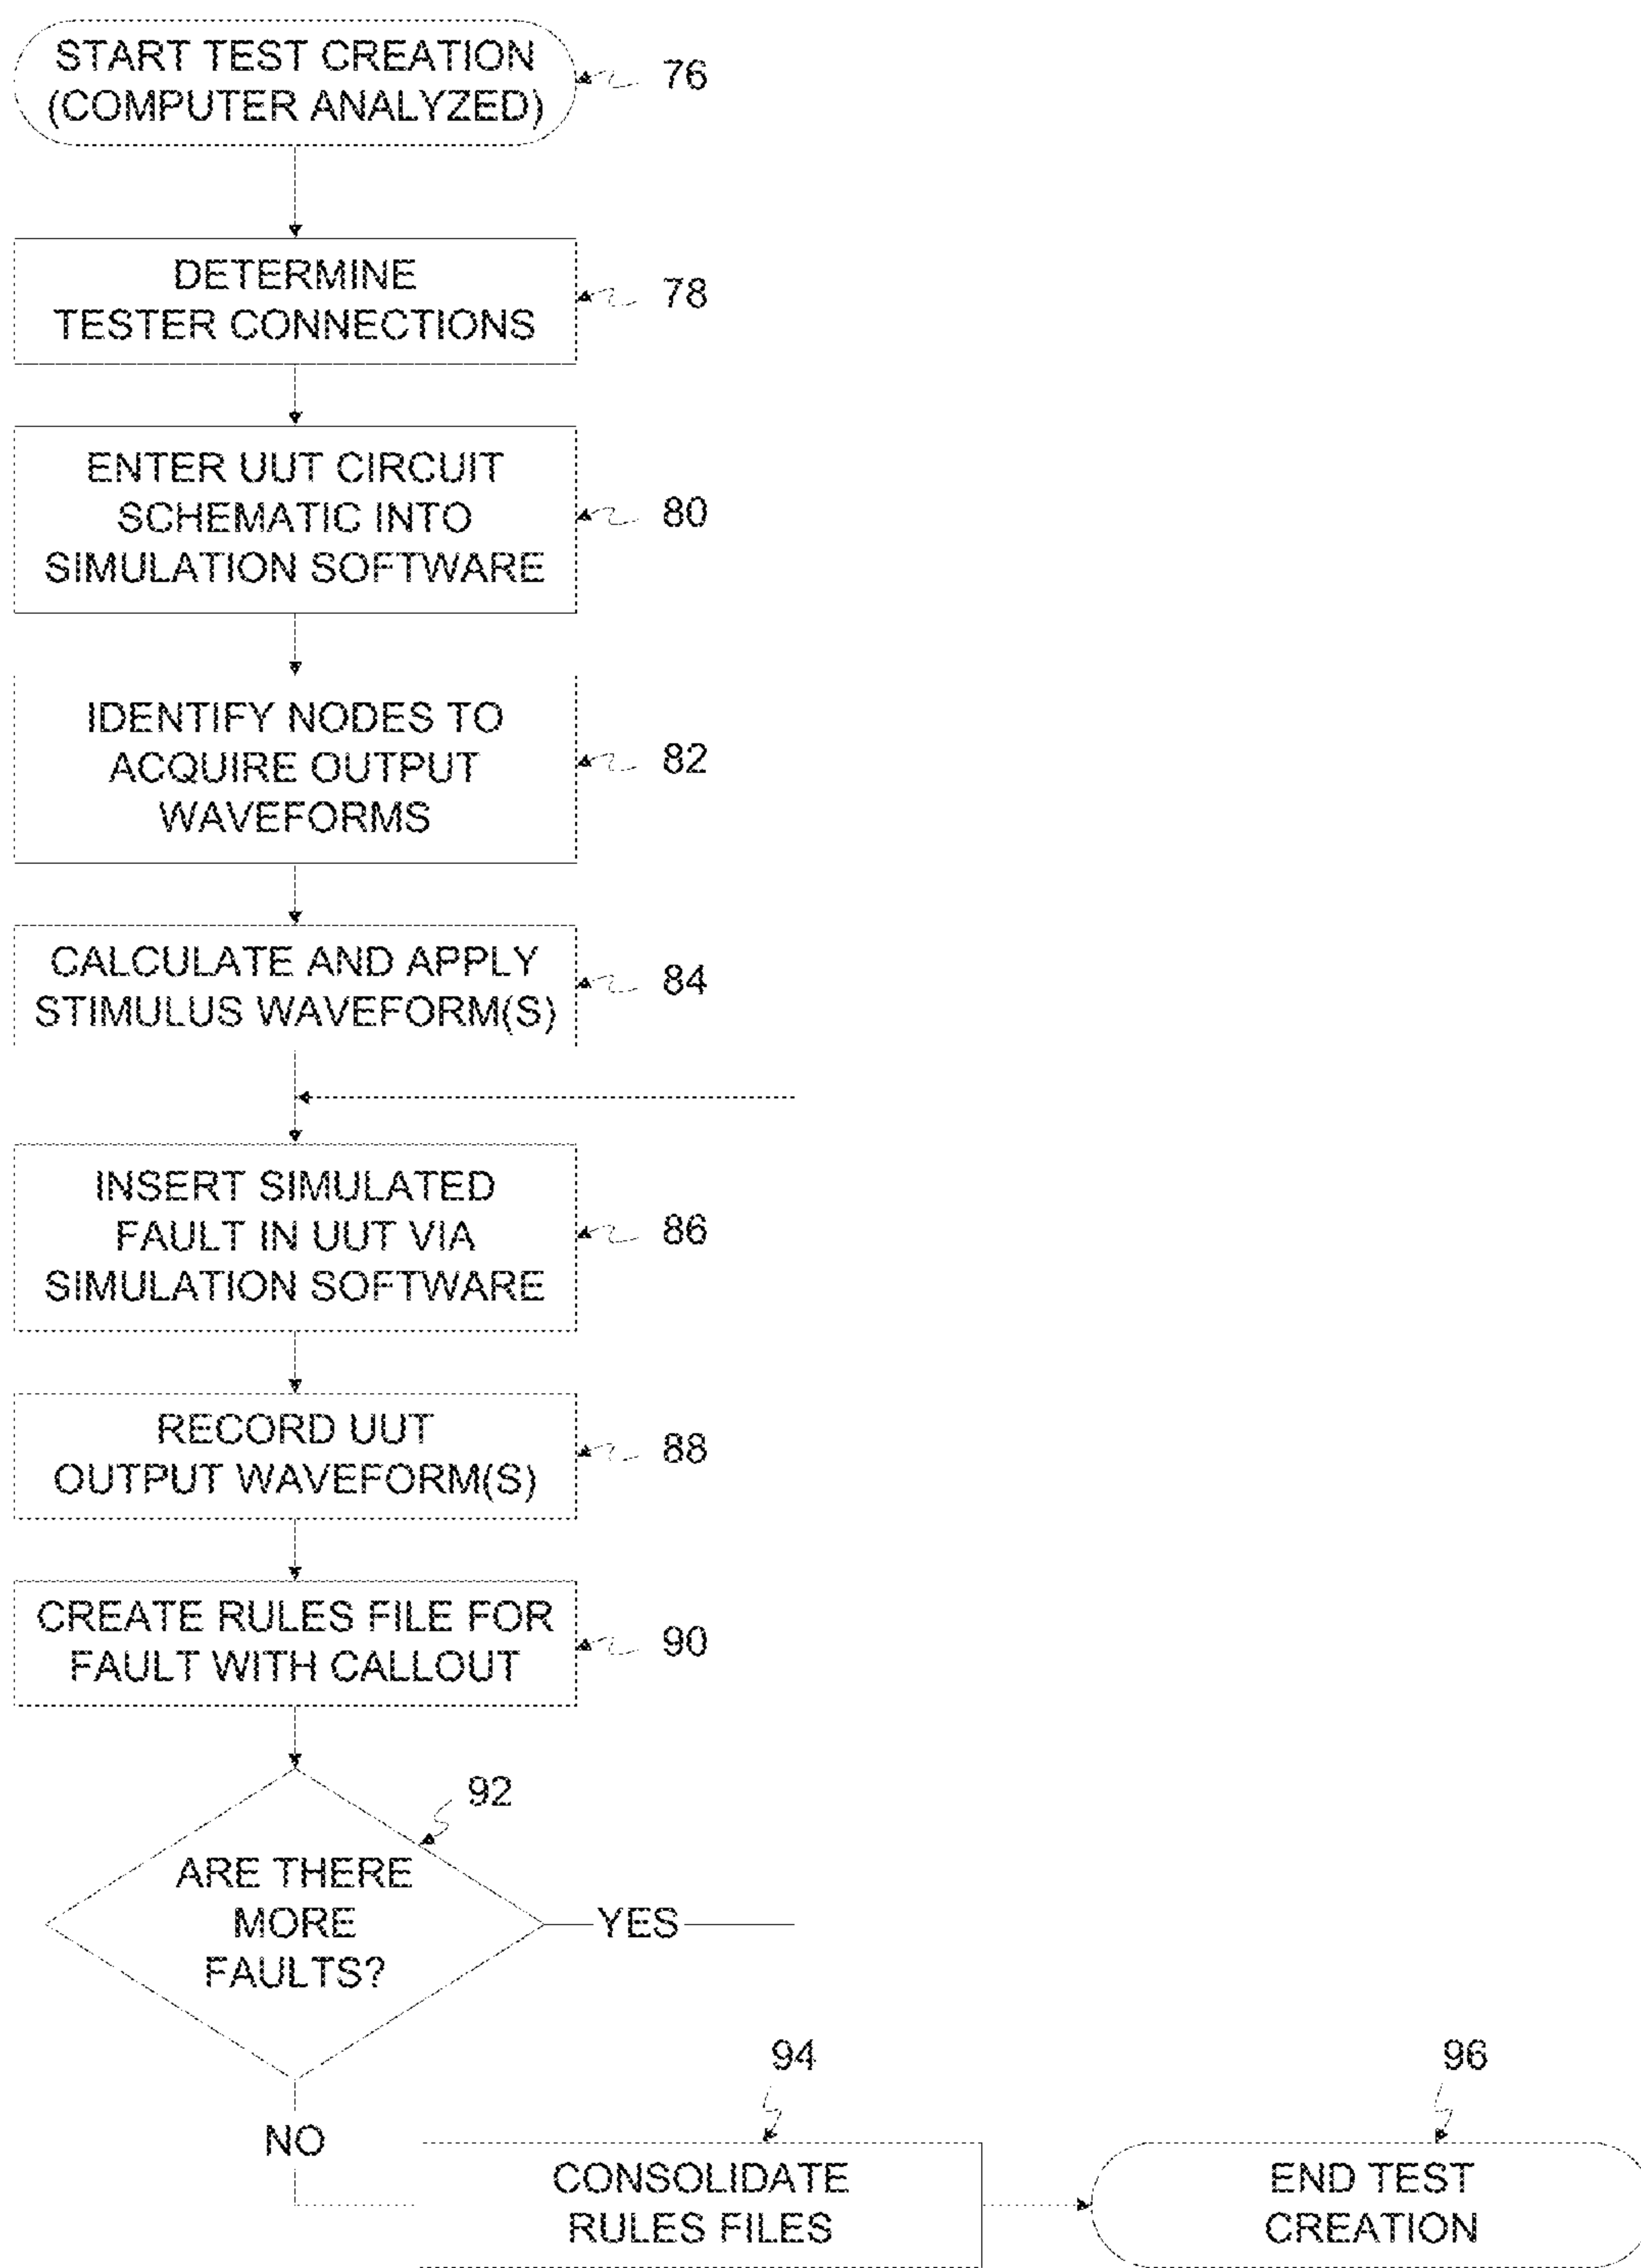 START TEST CREATION
(COMPUTER ANALYZED)
76
DETERMINE
TESTER CONNECTIONS
78
ENTER UUT CIRCUIT
SCHEMATIC INTO
SIMULATION SOFTWARE
80
IDENTIFY NODES TO
ACQUIRE OUTPUT
WAVEFORMS
82
CALCULATE AND APPLY
STIMULUS WAVEFORM(S)
84
INSERT SIMULATED
FAULT IN UUT VIA
SIMULATION SOFTWARE
86
RECORD UUT
OUTPUT WAVEFORM(S)
88
CREATE RULES FILE FOR
FAULT WITH CALLOUT
90
92
ARE THERE
MORE
FAULTS?
YES
NO
94
CONSOLIDATE
RULES FILES
96
END TEST
CREATION